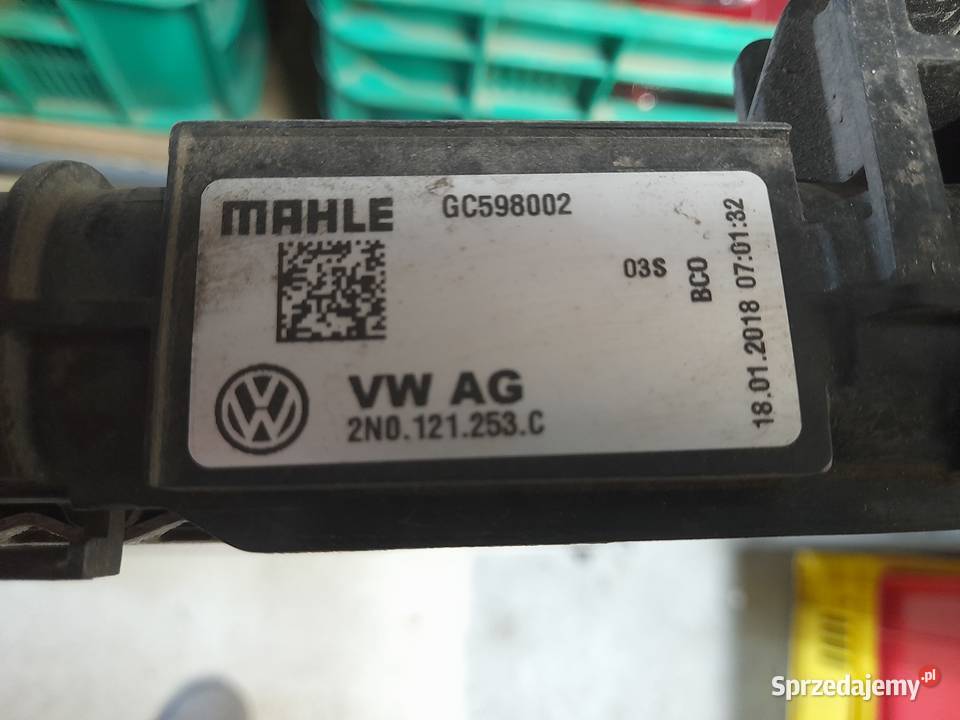 MAHLE GC598002
03S
BCO
18.01.2018 07:01:32
VW AG
2N0.121.253.C
Sprzedajemy.pl